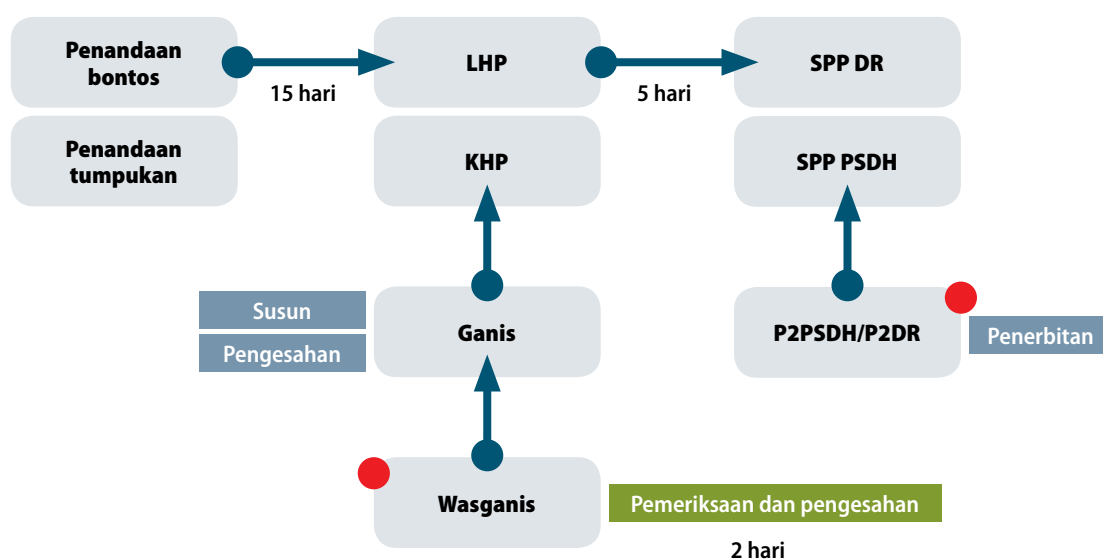 Penandaan
bontos
15 hari
LHP
5 hari
SPP DR
Penandaan
tumpukan
KHP
SPP PSDH
Susun
Pengesahan
Ganis
P2PSDH/P2DR
Penerbitan
Wasganis
Pemeriksaan dan pengesahan
2 hari